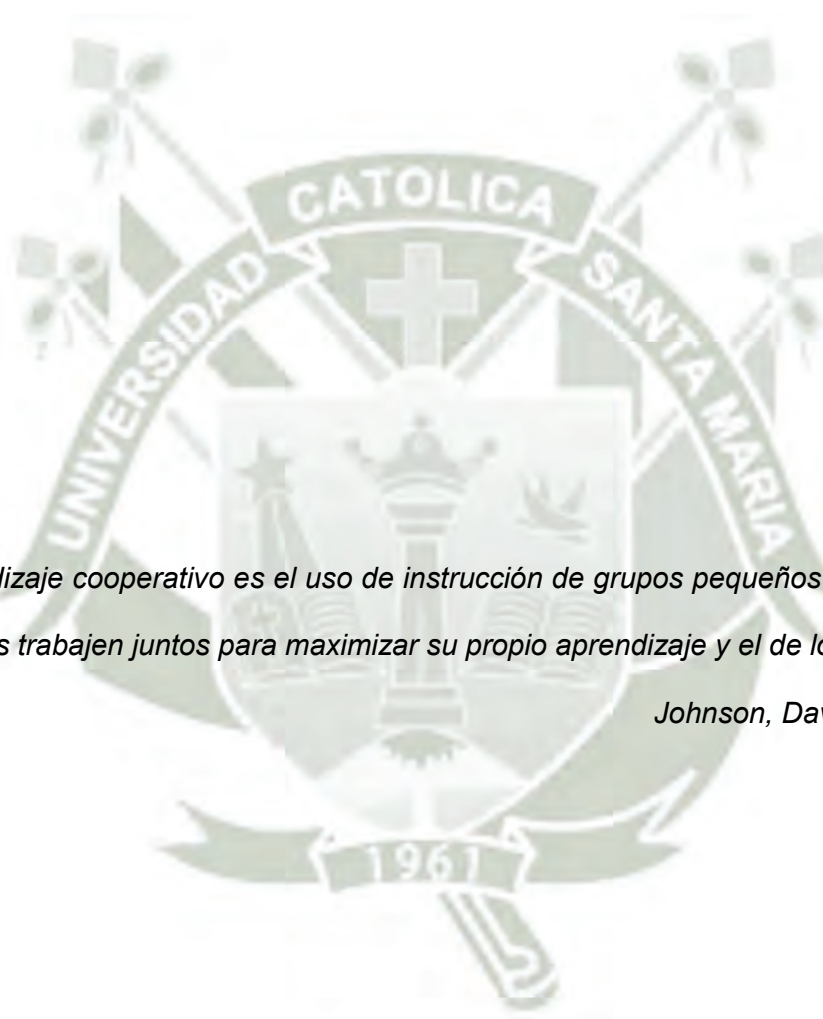 UNIVERSIDAD CATOLICA SANTA MARIA
lizaje cooperativo es el uso de instrucción de grupos pequeños
s trabajen juntos para maximizar su propio aprendizaje y el de lo
Johnson, Dav
1961